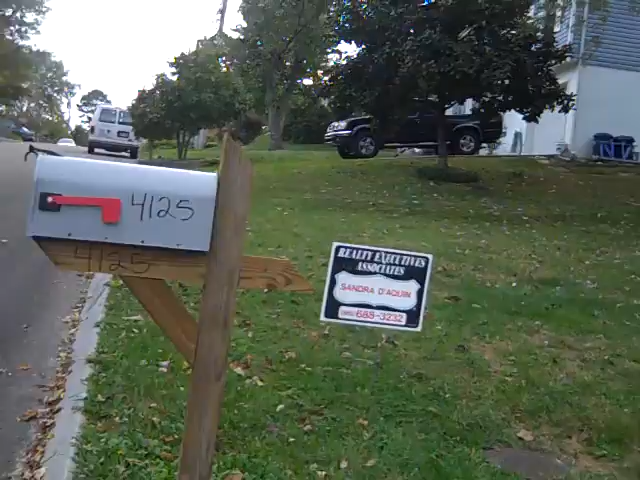 4125
4125
REALTY EXECUTIVES
ASSOCIATES
SANDRA D'AQUIN
688-3232